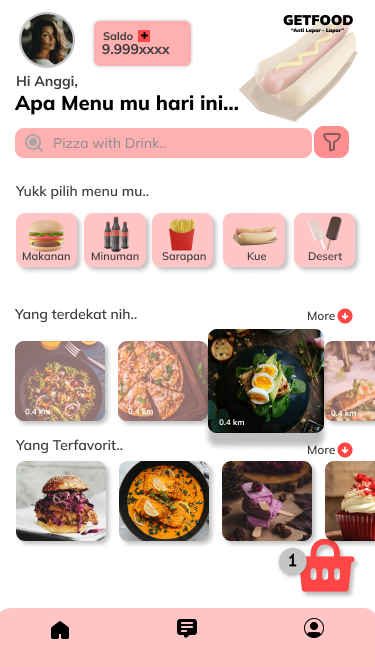 GETFOOD
"Anti Lapar - Lapar"
Saldo
9.999xxxx
Hi Anggi,
Apa Menu mu hari ini...
Pizza with Drink..
Yukk pilih menu mu..
Makanan
Minuman
Sarapan
Kue
Desert
Yang terdekat nih..
More
0.4 km
0.4 km
0.4 km
0.4 km
Yang Terfavorit..
More
1